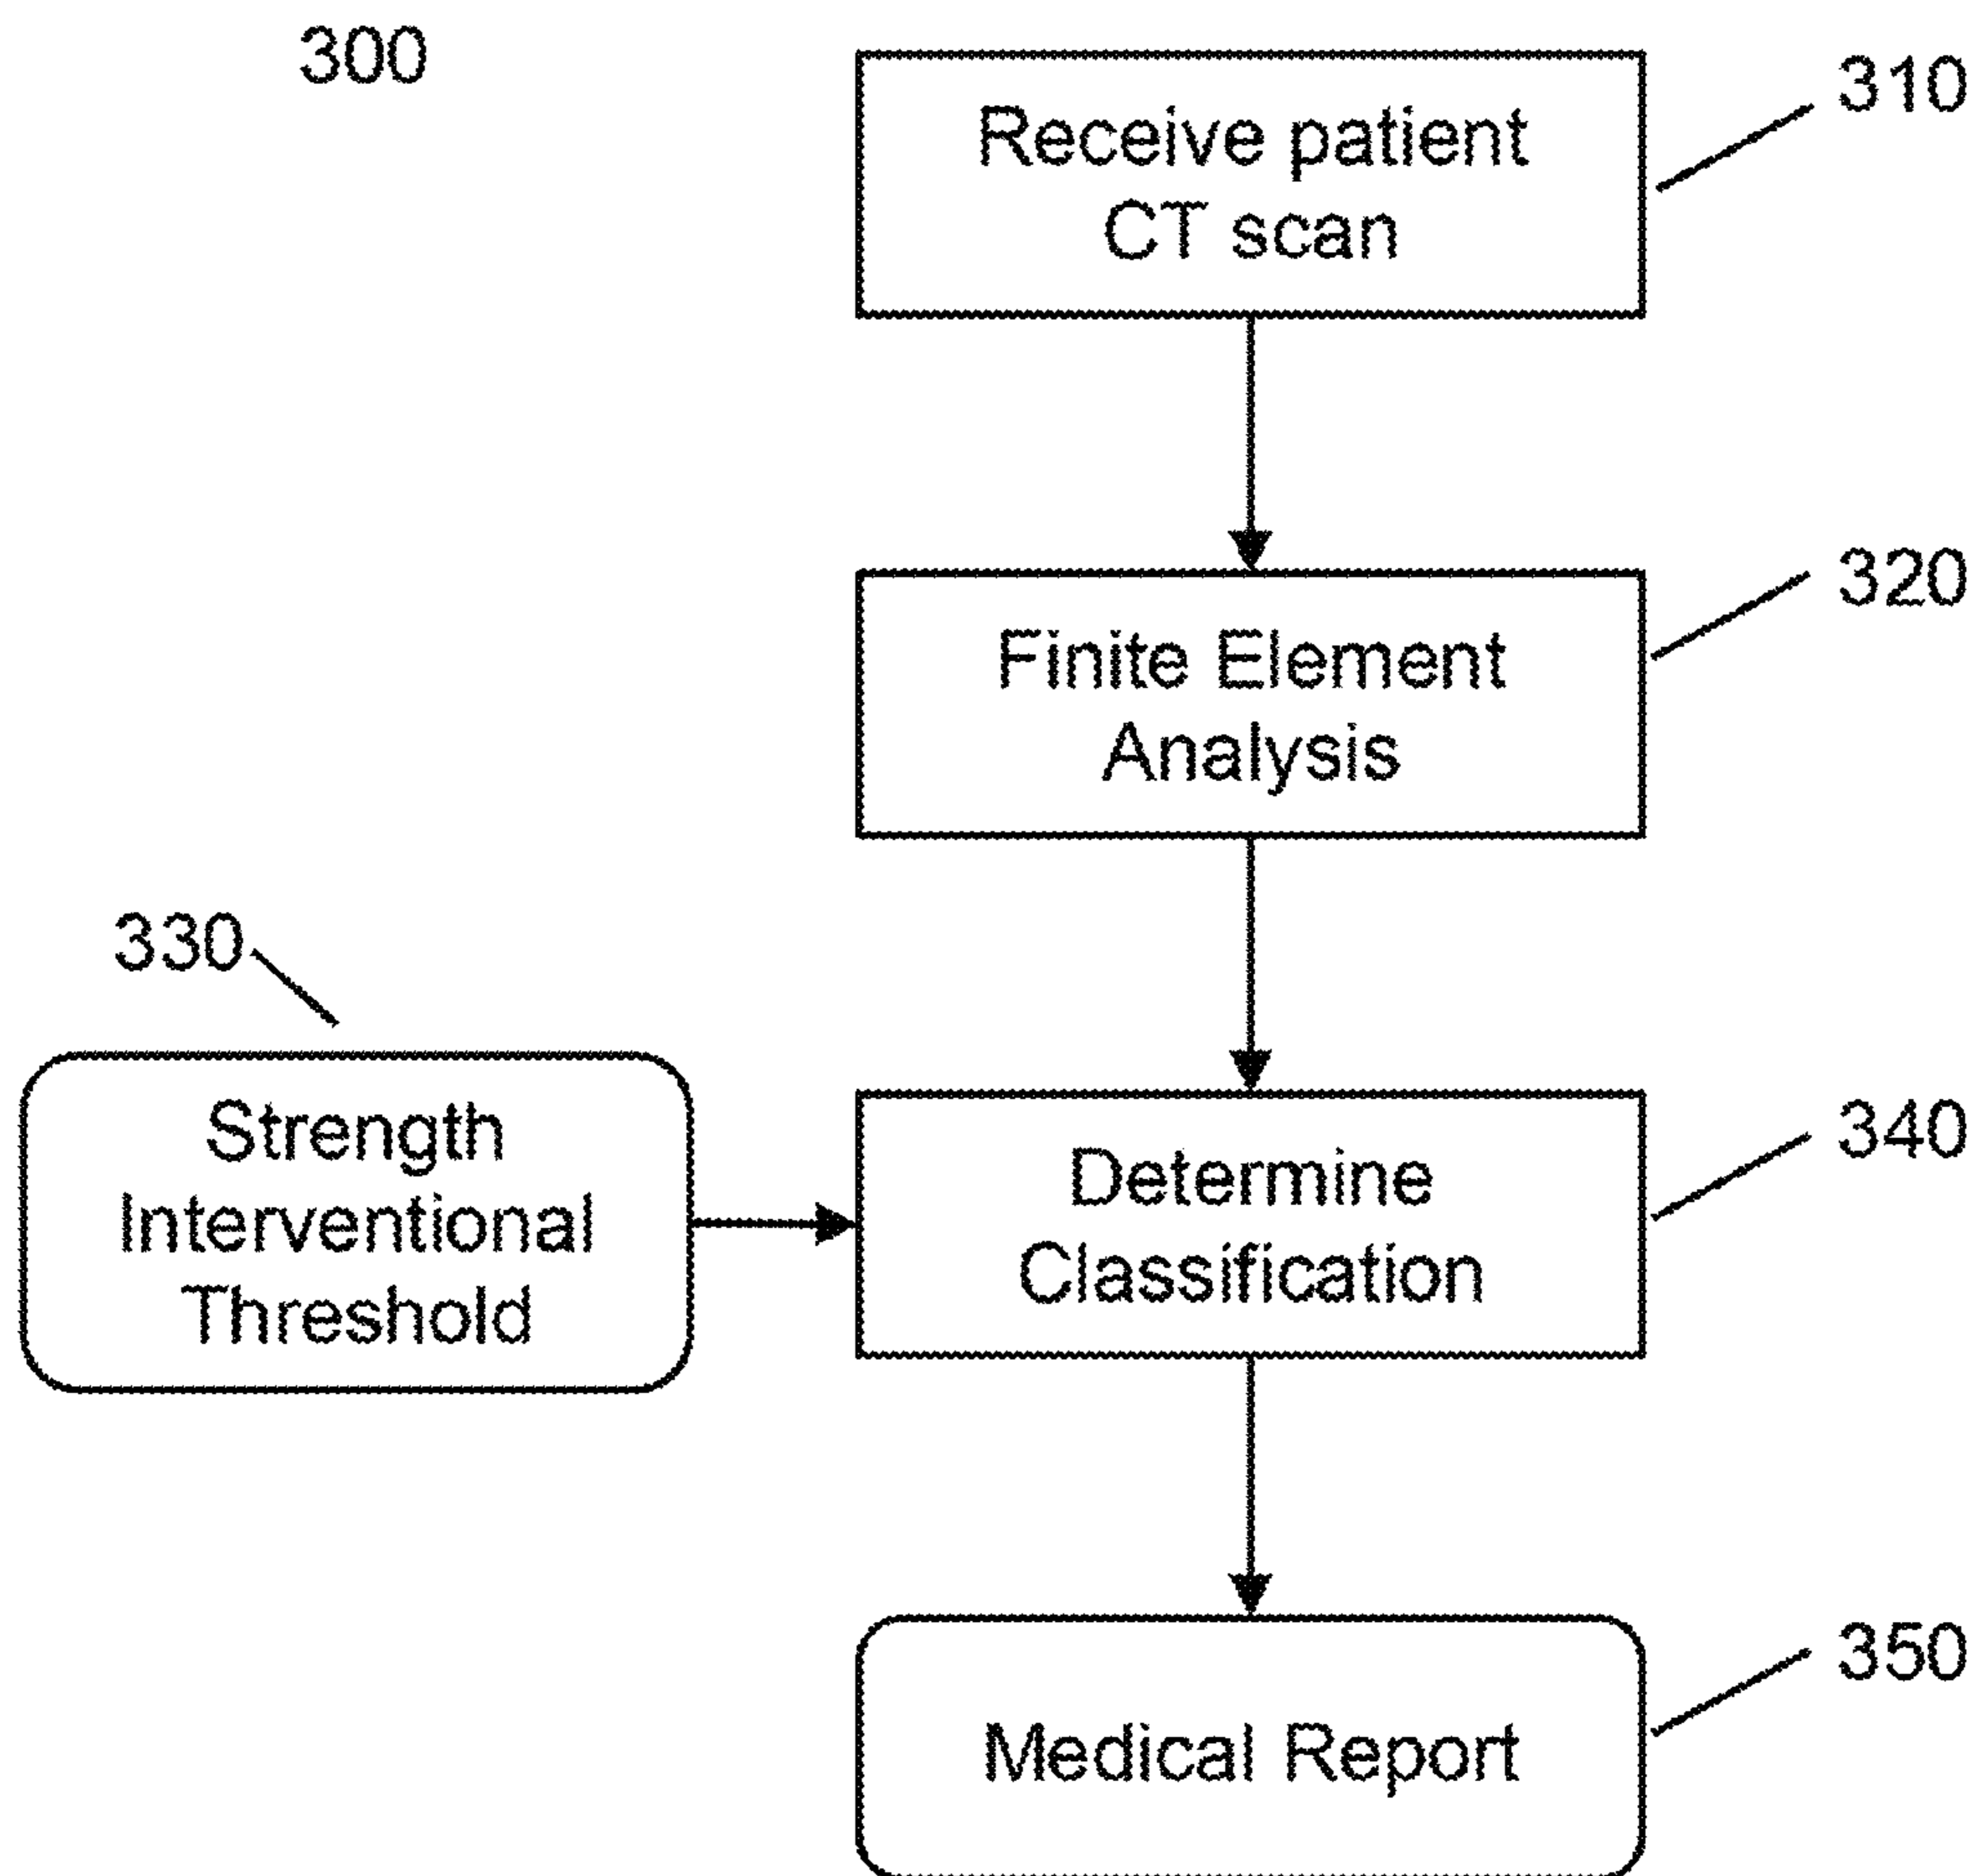 300
310
Receive patient
CT scan
320
Finite Element
Analysis
330
Strength
Interventional
Threshold
340
Determine
Classification
350
Medical Report